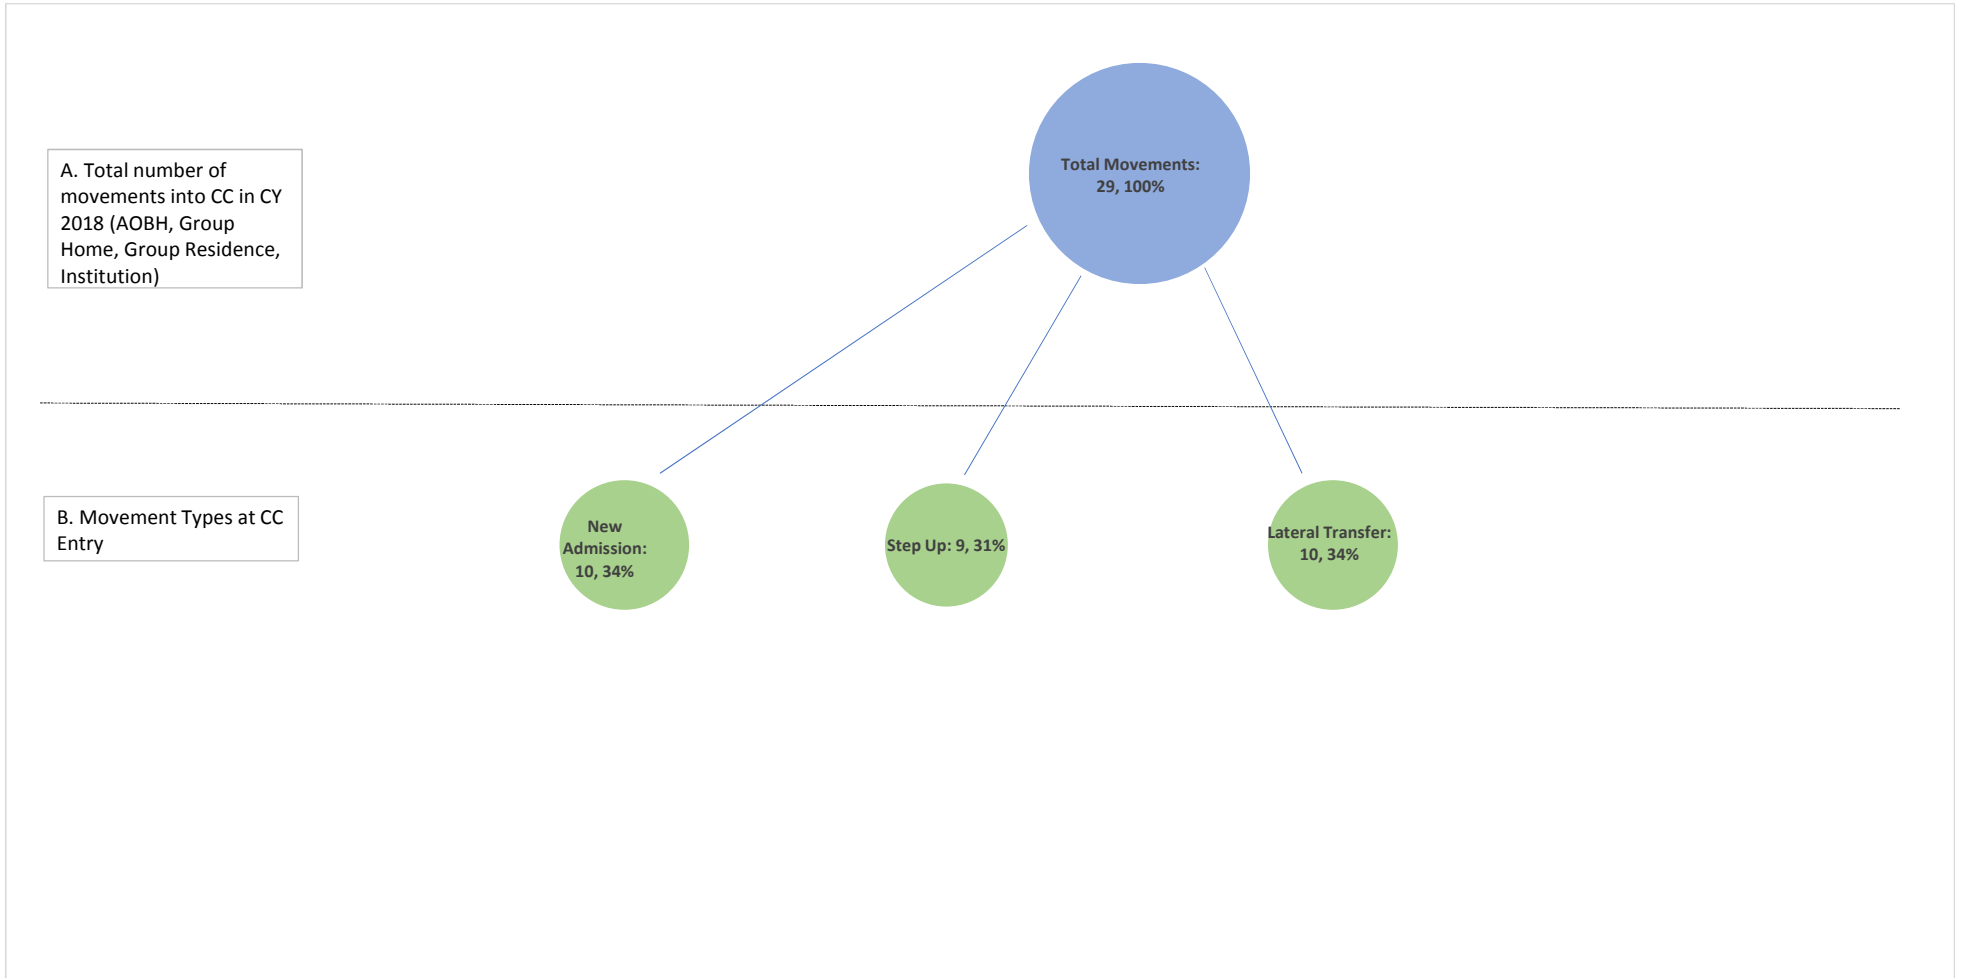 A. Total number of
movements into CC in CY
2018 (AOBH, Group
Home, Group Residence,
Institution)
Total Movements:
29, 100%
B. Movement Types at CC
Entry
New
Admission:
10, 34%
Step Up: 9, 31%
Lateral Transfer:
10, 34%